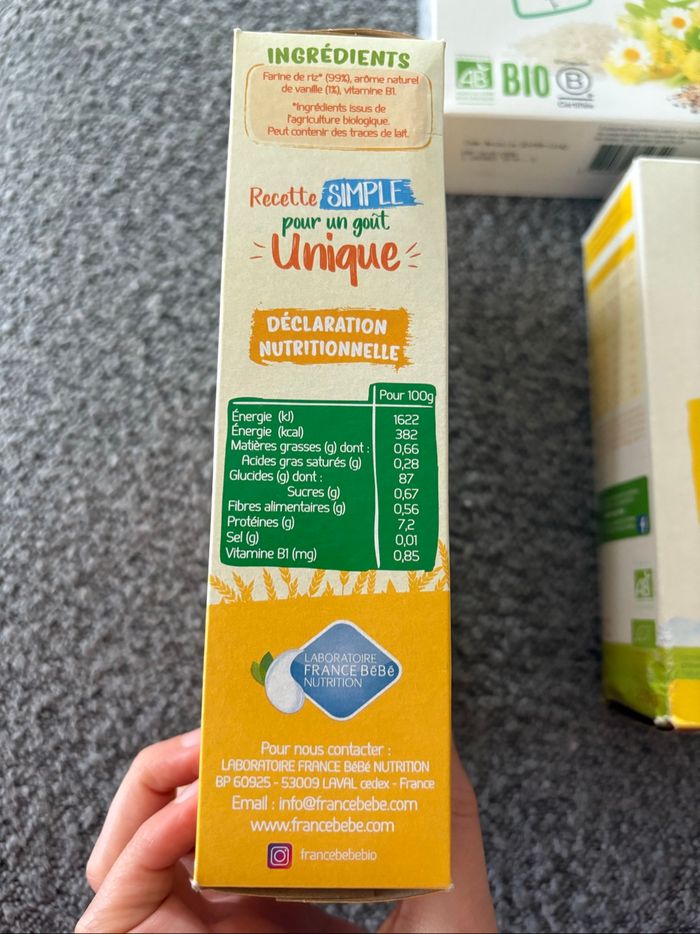 INGRÉDIENTS
Farine de riz* (99%), arôme naturel
de vanille (1%), vitamine B1.
*Ingrédients issus de
l'agriculture biologique.
Peut contenir des traces de lait.
Recette SIMPLE
pour un goût
Unique
DÉCLARATION
NUTRITIONNELLE
Pour 100g
Énergie (kJ) 1622
Énergie (kcal) 382
Matières grasses (g) dont : 0,66
Acides gras saturés (g) 0,28
Glucides (g) dont : 87
Sucres (g) 0,67
Fibres alimentaires (g) 0,56
Protéines (g) 7,2
Sel (g) 0,01
Vitamine B1 (mg) 0,85
LABORATOIRE
FRANCE BéBé
NUTRITION
Pour nous contacter :
LABORATOIRE FRANCE BéBé NUTRITION
BP 60925 - 53009 LAVAL cedex - France
Email : info@francebebe.com
www.francebebe.com
francebebebio
AB BIO B